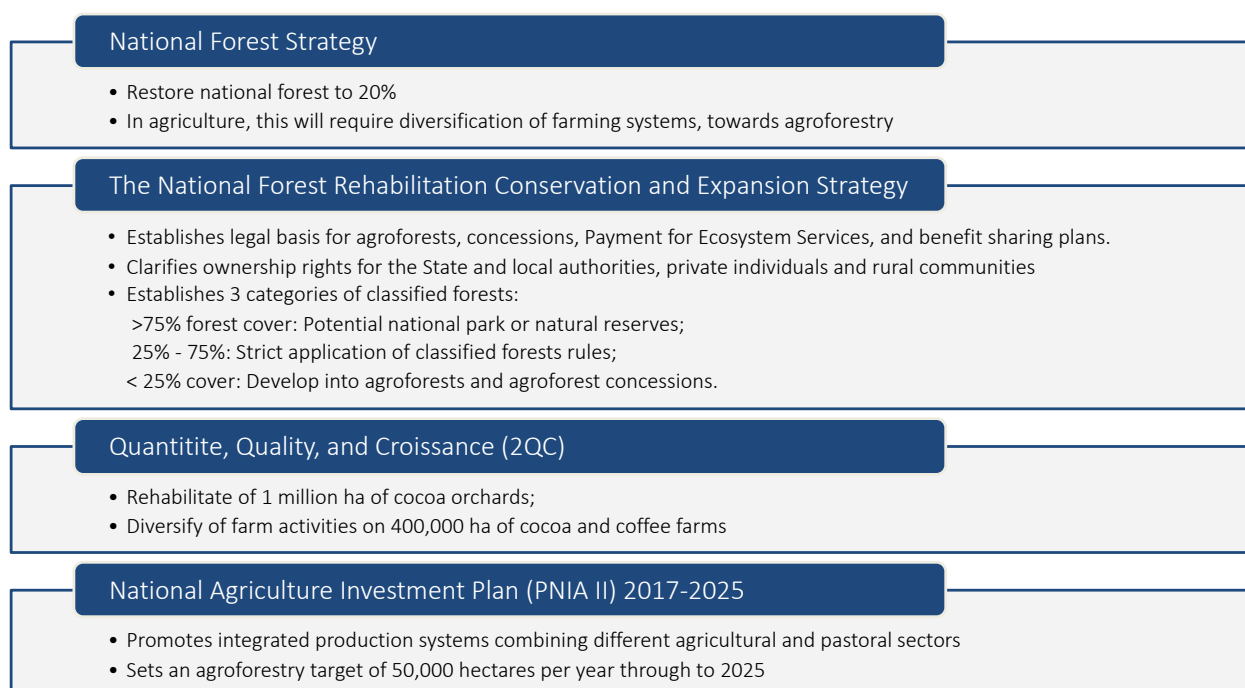 National Forest Strategy
• Restore national forest to 20%
• In agriculture, this will require diversification of farming systems, towards agroforestry
The National Forest Rehabilitation Conservation and Expansion Strategy
• Establishes legal basis for agroforests, concessions, Payment for Ecosystem Services, and benefit sharing plans.
• Clarifies ownership rights for the State and local authorities, private individuals and rural communities
• Establishes 3 categories of classified forests:
>75% forest cover: Potential national park or natural reserves;
25% - 75%: Strict application of classified forests rules;
< 25% cover: Develop into agroforests and agroforest concessions.
Quantitite, Quality, and Croissance (2QC)
• Rehabilitate of 1 million ha of cocoa orchards;
• Diversify of farm activities on 400,000 ha of cocoa and coffee farms
National Agriculture Investment Plan (PNIA II) 2017-2025
• Promotes integrated production systems combining different agricultural and pastoral sectors
• Sets an agroforestry target of 50,000 hectares per year through to 2025